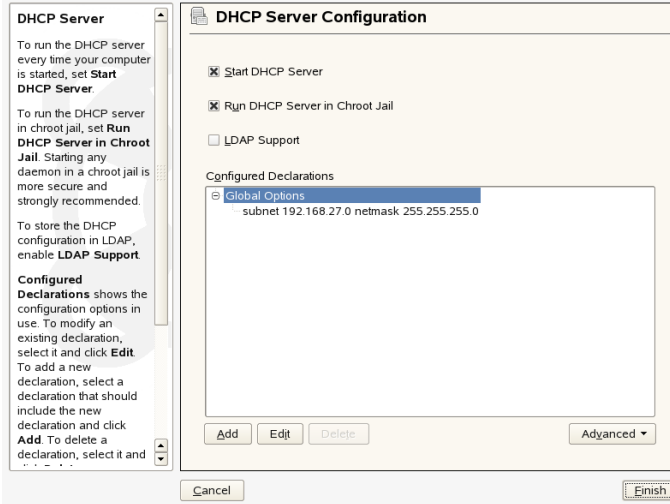 DHCP Server
To run the DHCP server
every time your computer
is started, set Start
DHCP Server.
To run the DHCP server
in chroot jail, set Run
DHCP Server in Chroot
Jail. Starting any
daemon in a chroot jail is
more secure and
strongly recommended.
To store the DHCP
configuration in LDAP,
enable LDAP Support.
Configured
Declarations shows the
configuration options in
use. To modify an
existing declaration,
select it and click Edit.
To add a new
declaration, select a
declaration that should
include the new
declaration and click
Add. To delete a
declaration, select it and
DHCP Server Configuration
Start DHCP Server
Run DHCP Server in Chroot Jail
LDAP Support
Configured Declarations
Global Options
subnet 192.168.27.0 netmask 255.255.255.0
Add Edit Delete Advanced
Cancel Finish